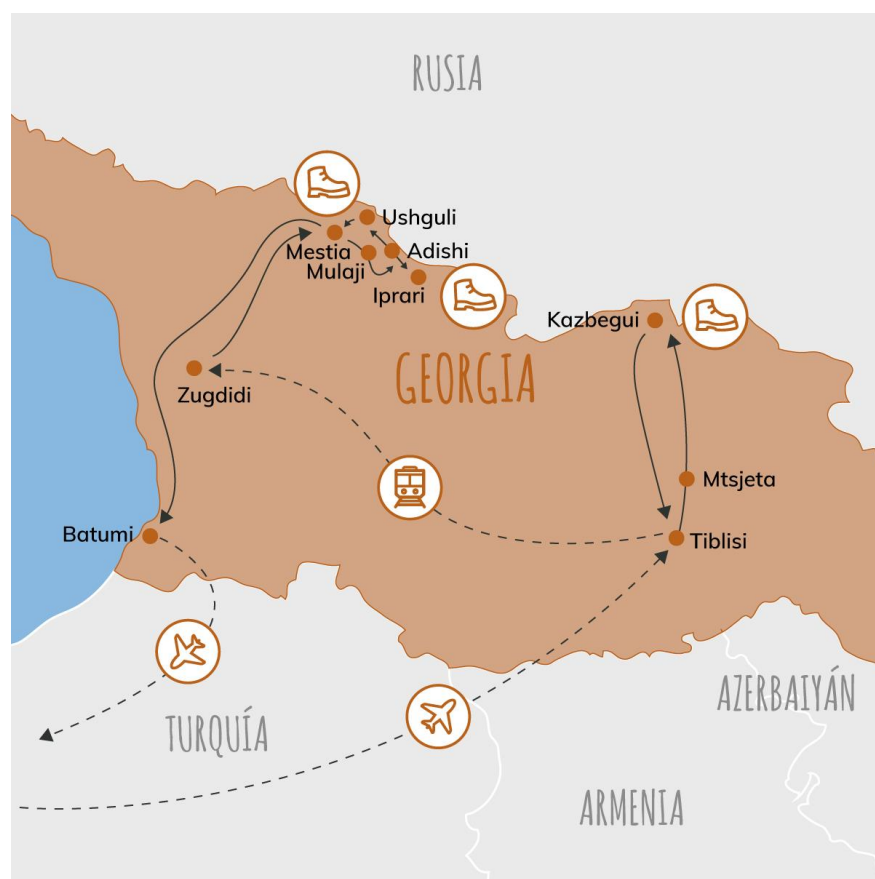 RUSIA
Ushguli
Mestia
Adishi
Mulaji
Iprari
Kazbegui
GEORGIA
Zugdidi
Mtsjeta
Batumi
Tiblisi
AZERBAIYÁN
TURQUÍA
ARMENIA